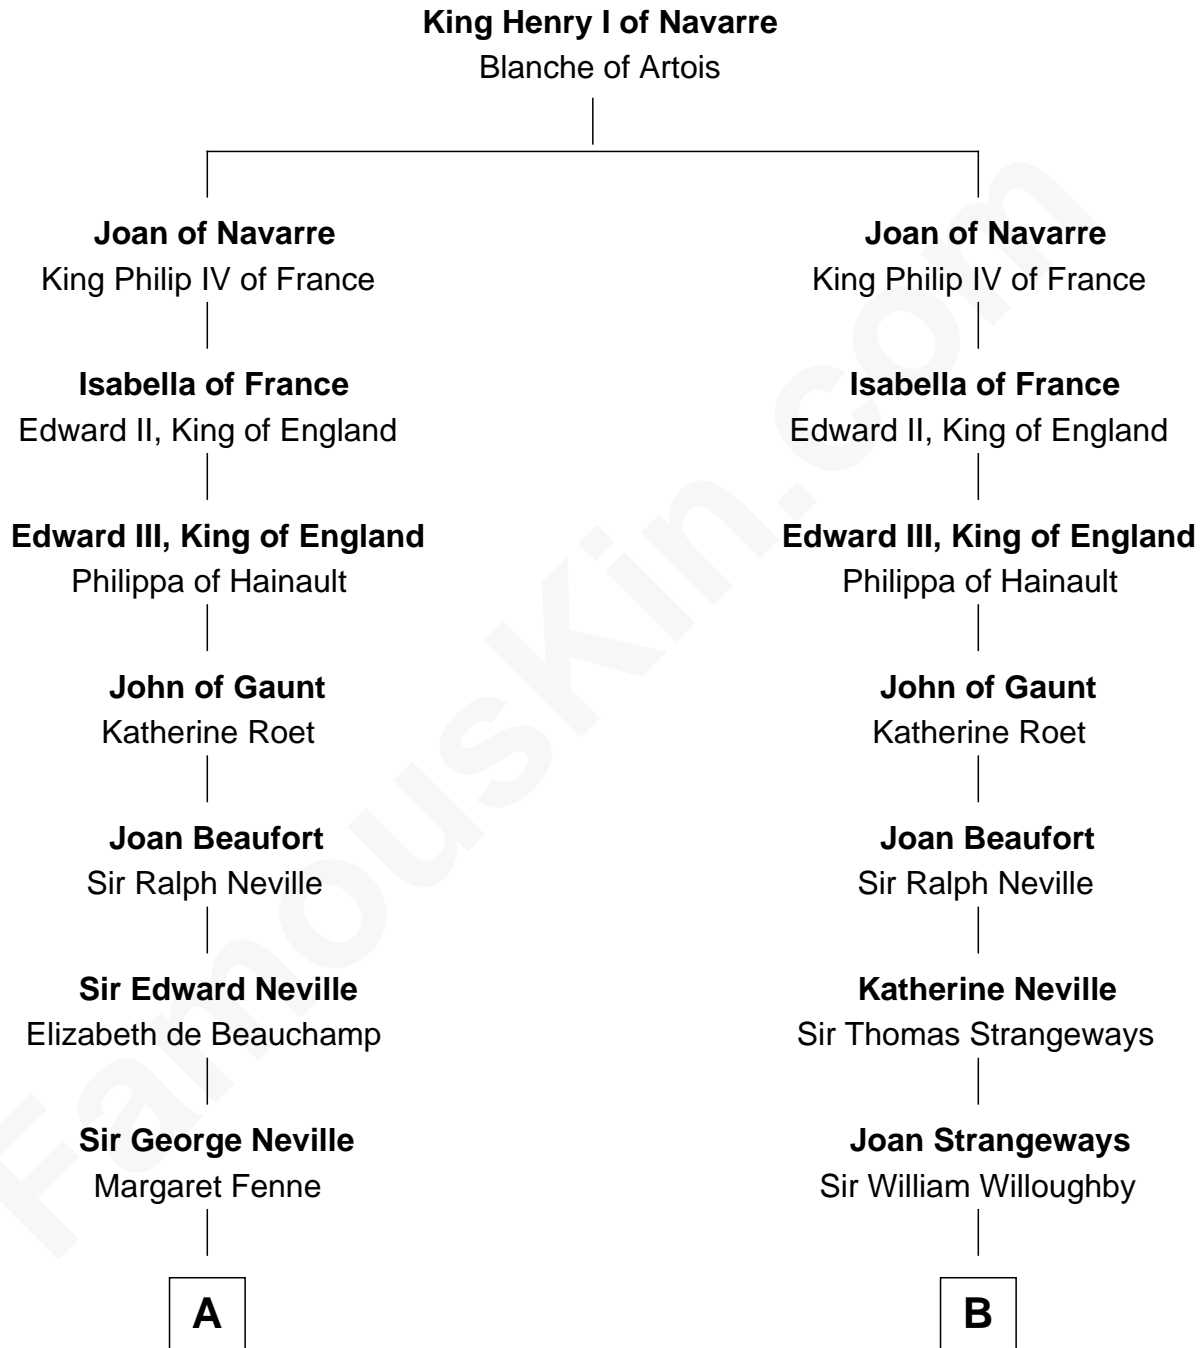 King Henry I of Navarre
Blanche of Artois
Joan of Navarre
King Philip IV of France
Isabella of France
Edward II, King of England
Edward III, King of England
Philippa of Hainault
John of Gaunt
Katherine Roet
Joan Beaufort
Sir Ralph Neville
Sir Edward Neville
Elizabeth de Beauchamp
Sir George Neville
Margaret Fenne
A
Joan of Navarre
King Philip IV of France
Isabella of France
Edward II, King of England
Edward III, King of England
Philippa of Hainault
John of Gaunt
Katherine Roet
Joan Beaufort
Sir Ralph Neville
Katherine Neville
Sir Thomas Strangeways
Joan Strangeways
Sir William Willoughby
B
FamousKin.com